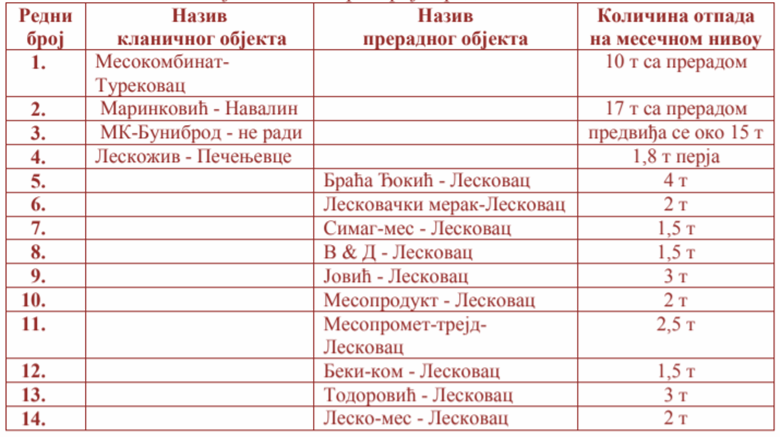 Редни број Назив кланичног објекта Назив прерадног објекта Количина отпада на месечном нивоу
1. Месокомбинат-Турековац 10 т са прерадом
2. Маринковић - Навалин 17 т са прерадом
3. МК-Буниброд - не ради предвиђа се око 15 т
4. Лескожив - Печењевце 1,8 т перја
5. Браћа Ђокић - Лесковац 4 т
6. Лесковачки мерак-Лесковац 2 т
7. Симаг-мес - Лесковац 1,5 т
8. В & Д - Лесковац 1,5 т
9. Јовић - Лесковац 3 т
10. Месопродукт - Лесковац 2 т
11. Месопромет-трејд-Лесковац 2,5 т
12. Беки-ком - Лесковац 1,5 т
13. Тодоровић - Лесковац 3 т
14. Леско-мес - Лесковац 2 т